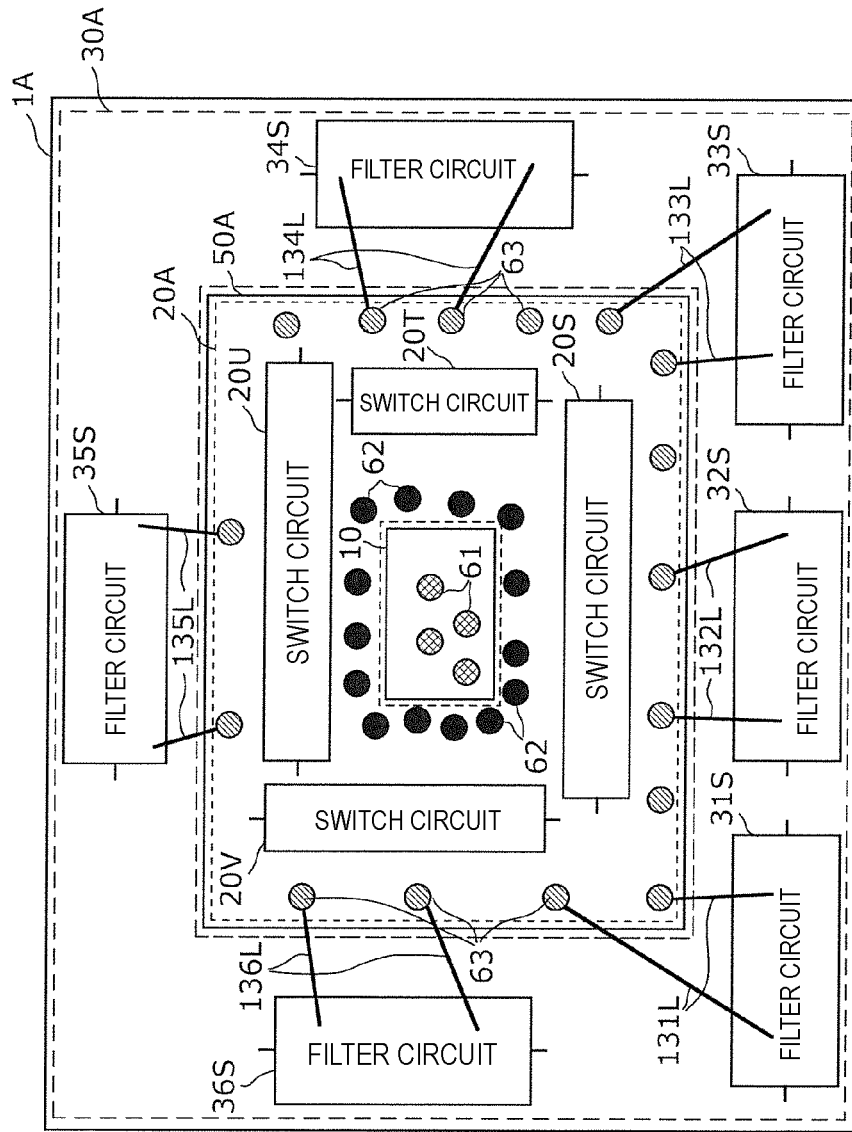 1A
30A
34S
FILTER CIRCUIT
33S
FILTER CIRCUIT
134L
133L
50A
20A
63
20T
SWITCH CIRCUIT
20S
20U
SWITCH CIRCUIT
35S
FILTER CIRCUIT
135L
62
10
61
SWITCH CIRCUIT
32S
FILTER CIRCUIT
132L
62
SWITCH CIRCUIT
20V
63
31S
FILTER CIRCUIT
131L
136L
FILTER CIRCUIT
36S